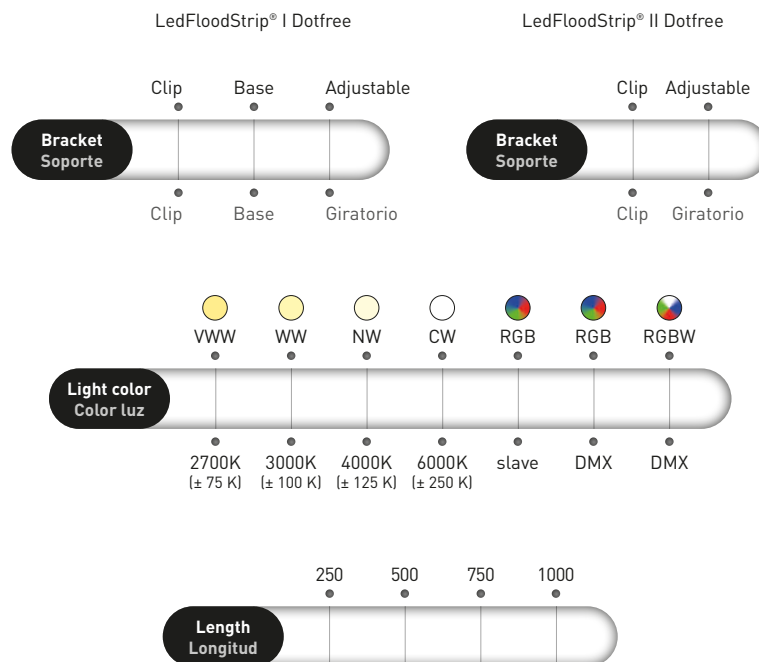 LedFloodStrip® I Dotfree
LedFloodStrip® II Dotfree
Clip Base Adjustable
Bracket
Soporte
Clip Base Giratorio
Clip Adjustable
Bracket
Soporte
Clip Giratorio
VWW WW NW CW RGB RGB RGBW
Light color
Color luz
2700K 3000K 4000K 6000K slave DMX DMX
(± 75 K) (± 100 K) (± 125 K) (± 250 K)
250 500 750 1000
Length
Longitud